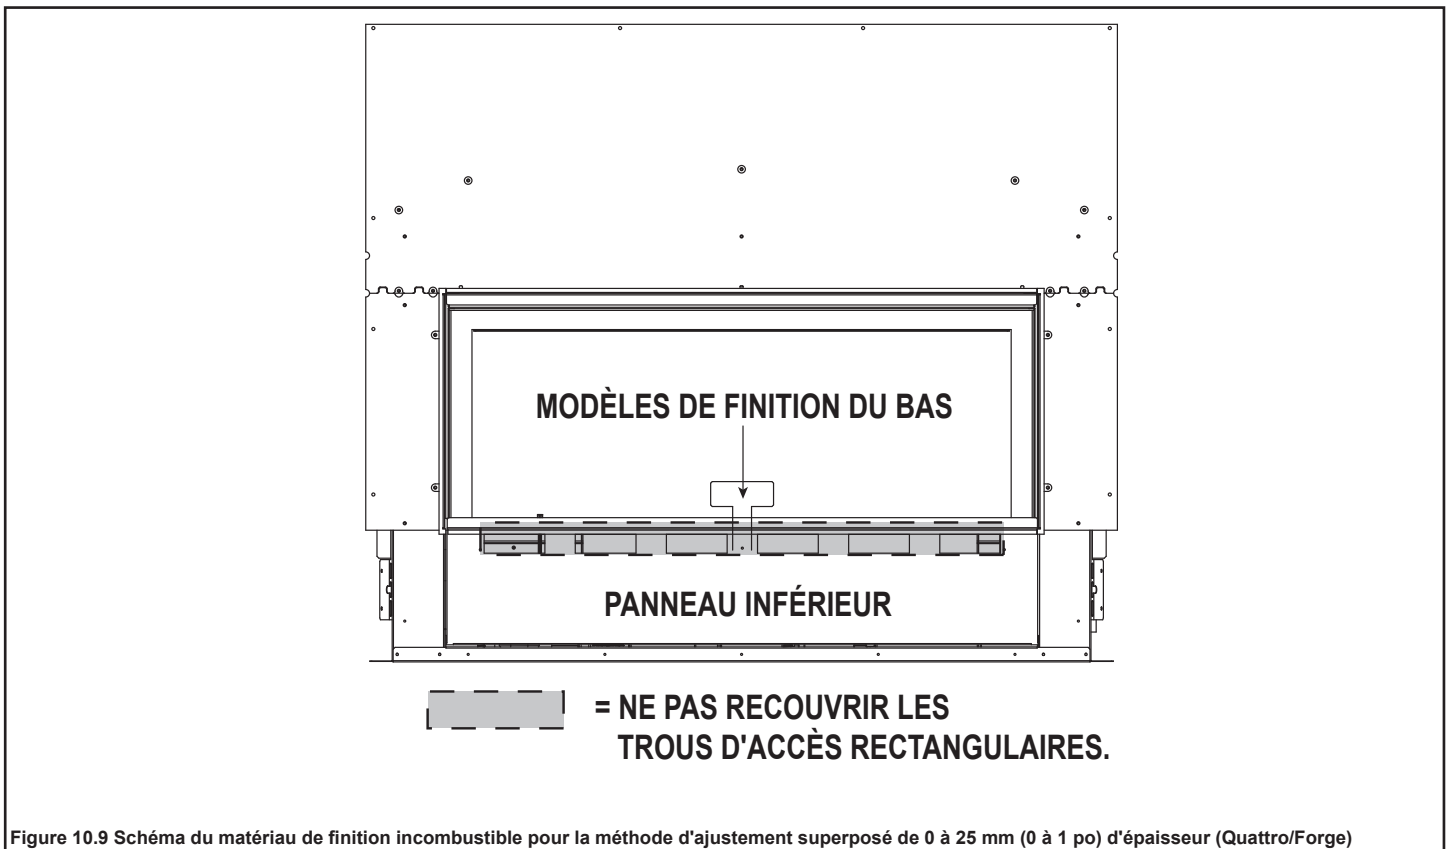 MODÈLES DE FINITION DU BAS
PANNEAU INFÉRIEUR
= NE PAS RECOUVRIR LES
TROUS D'ACCÈS RECTANGULAIRES.
Figure 10.9 Schéma du matériau de finition incombustible pour la méthode d'ajustement superposé de 0 à 25 mm (0 à 1 po) d'épaisseur (Quattro/Forge)